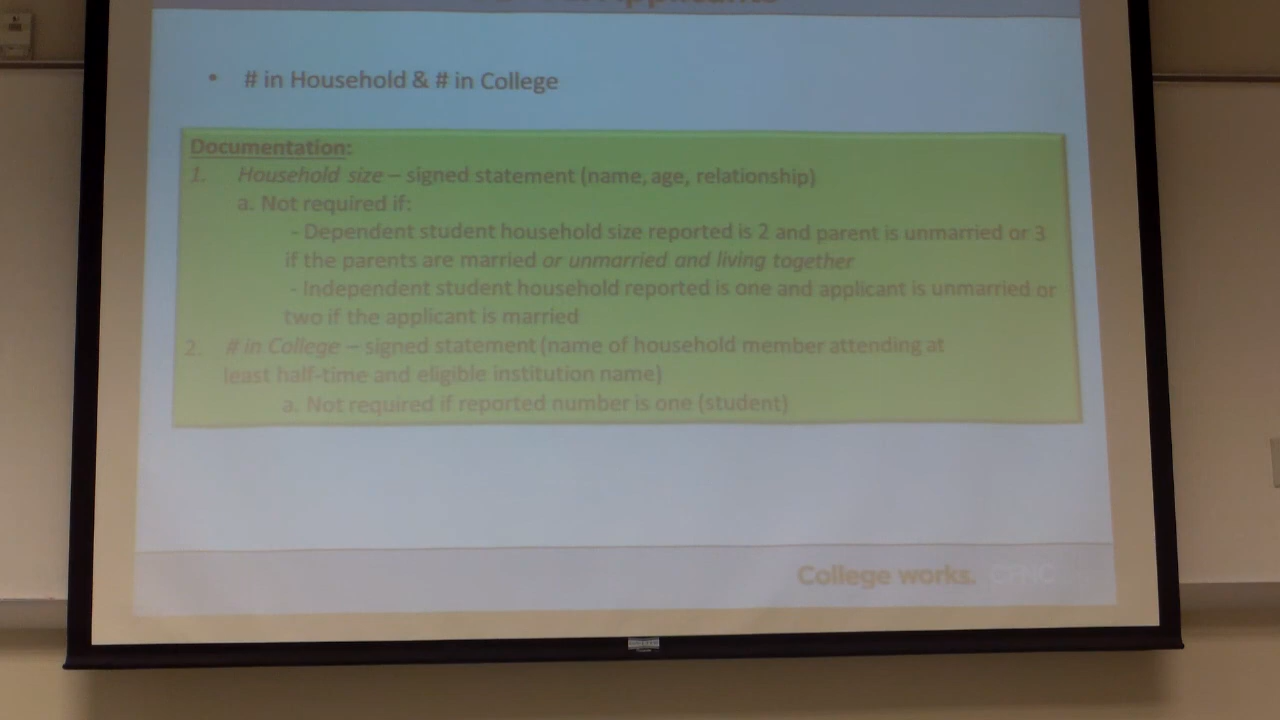 Applicants
• # in Household & # in College
Documentation:
1. Household size – signed statement (name, age, relationship)
a. Not required if:
- Dependent student household size reported is 2 and parent is unmarried or 3
if the parents are married or unmarried and living together
- Independent student household reported is one and applicant is unmarried or
two if the applicant is married
2. # in College – signed statement (name of household member attending at
least half-time and eligible institution name)
a. Not required if reported number is one (student)
College works. CFNC